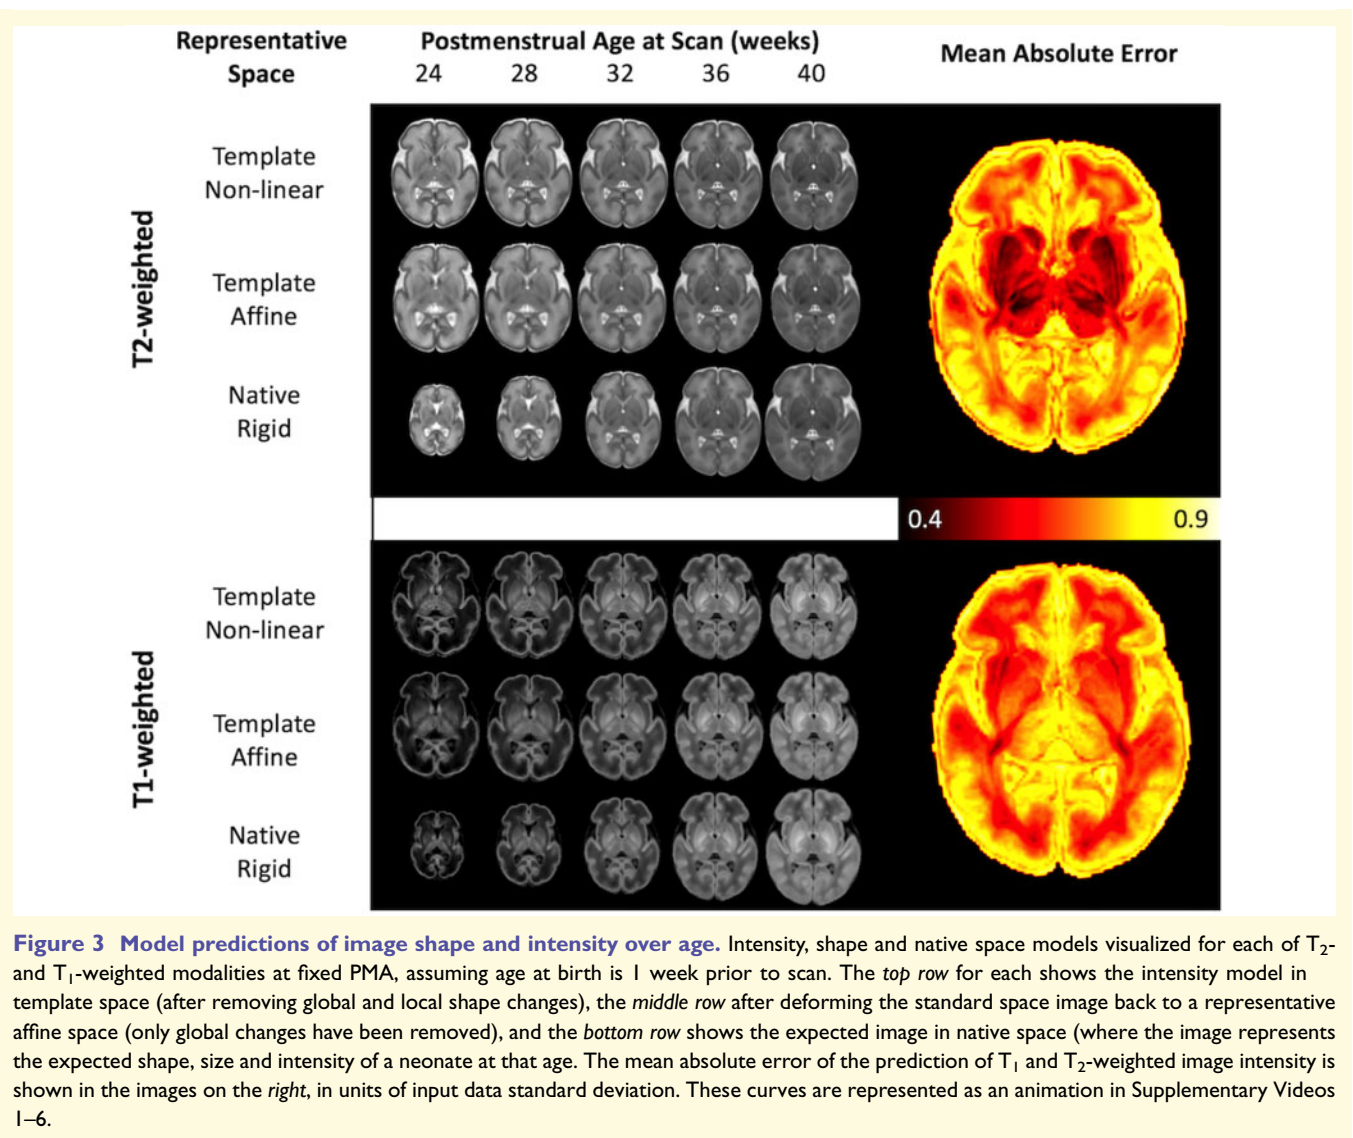 Representative
Space
Postmenstrual Age at Scan (weeks)
24 28 32 36 40
Mean Absolute Error
T2-weighted
Template
Non-linear
Template
Affine
Native
Rigid
0.4 0.9
T1-weighted
Template
Non-linear
Template
Affine
Native
Rigid
Figure 3 Model predictions of image shape and intensity over age. Intensity, shape and native space models visualized for each of T₂-
and T₁-weighted modalities at fixed PMA, assuming age at birth is 1 week prior to scan. The top row for each shows the intensity model in
template space (after removing global and local shape changes), the middle row after deforming the standard space image back to a representative
affine space (only global changes have been removed), and the bottom row shows the expected image in native space (where the image represents
the expected shape, size and intensity of a neonate at that age. The mean absolute error of the prediction of T₁ and T₂-weighted image intensity is
shown in the images on the right, in units of input data standard deviation. These curves are represented as an animation in Supplementary Videos
1–6.